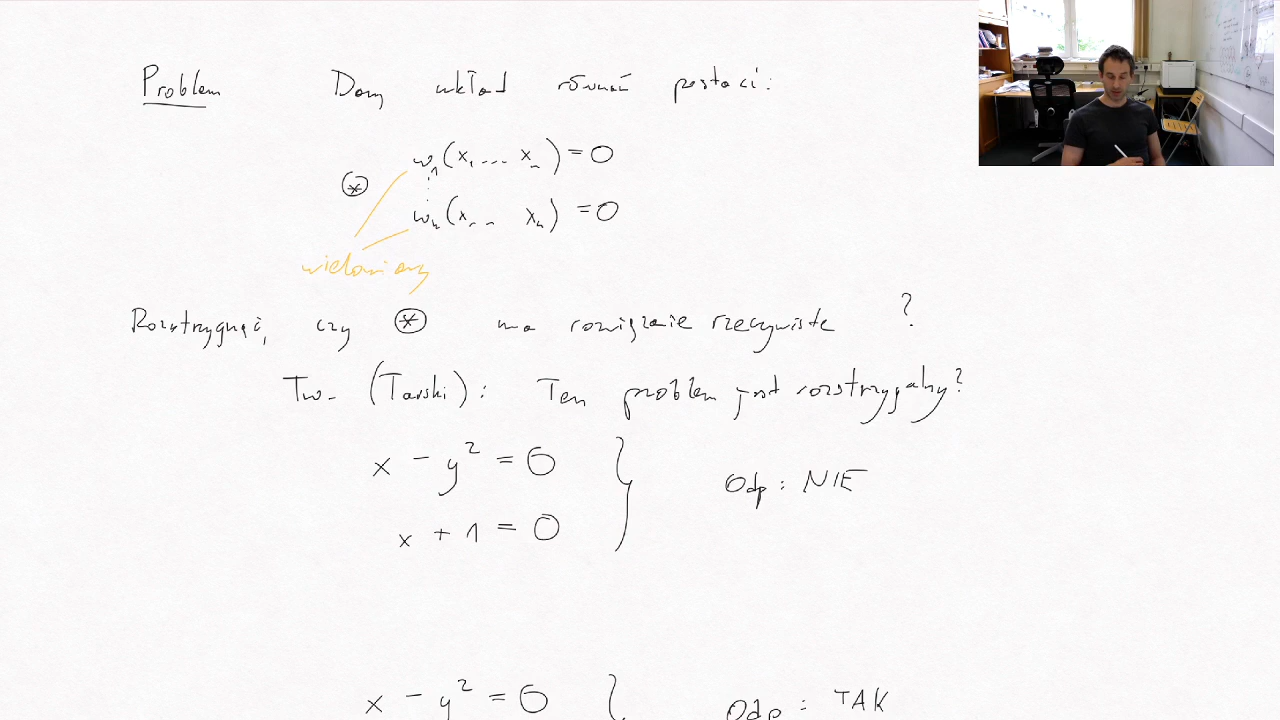 Problem Dany układ równań postaci:
w₁(x₁ ... xₙ) = 0
⊛
wₖ(x₁ ... xₙ) = 0
wielomiany
Rozstrzygnąć, czy ⊛ ma rozwiązanie rzeczywiste ?
Tw. (Tarski): Ten problem jest rozstrzygalny?
x - y² = 0
Odp: NIE
x + 1 = 0
x - y² = 0
Odp: TAK